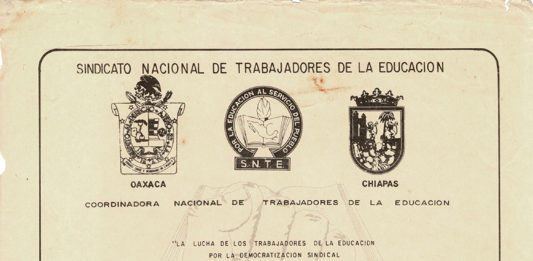 SINDICATO NACIONAL DE TRABAJADORES DE LA EDUCACION
POR LA EDUCACIÓN AL SERVICIO DEL PUEBLO
S.N.T.E.
OAXACA
CHIAPAS
COORDINADORA NACIONAL DE TRABAJADORES DE LA EDUCACION
"LA LUCHA DE LOS TRABAJADORES DE LA EDUCACION
POR LA DEMOCRATIZACION SINDICAL